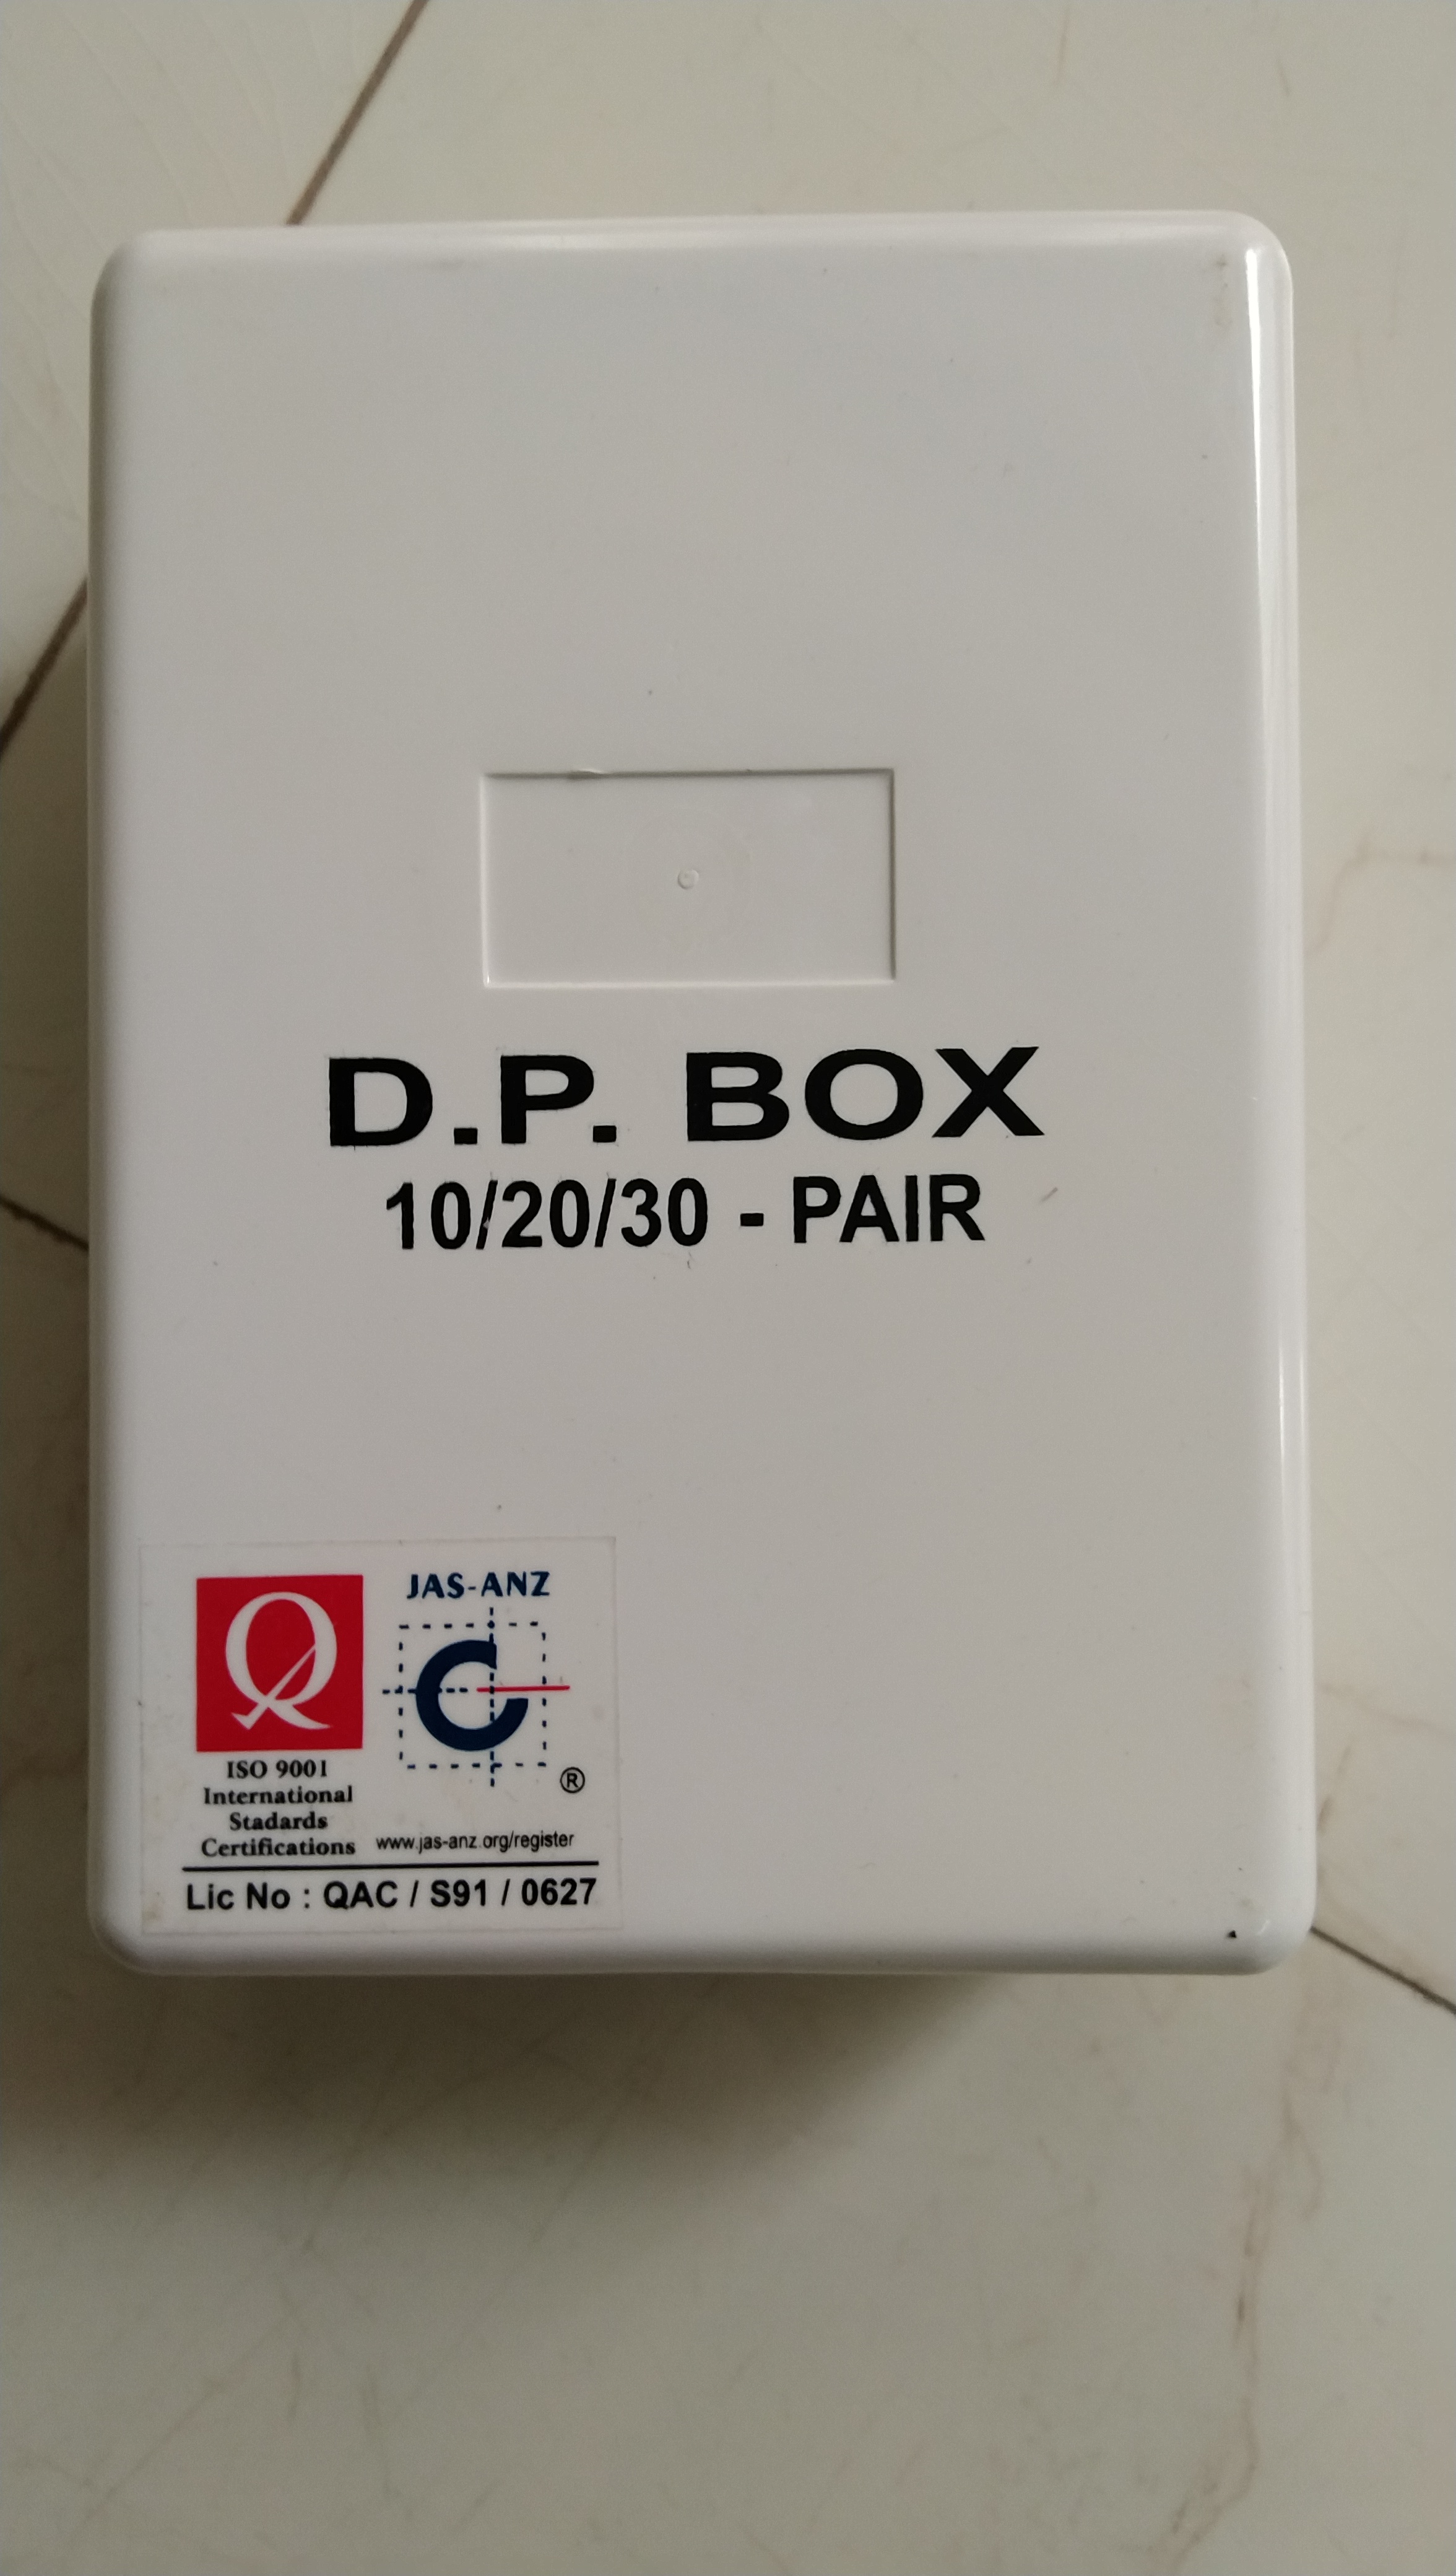 D.P. BOX
10/20/30 - PAIR
Q
ISO 9001
International
Stadards
Certifications
JAS-ANZ
®
www.jas-anz.org/register
Lic No : QAC / S91 / 0627